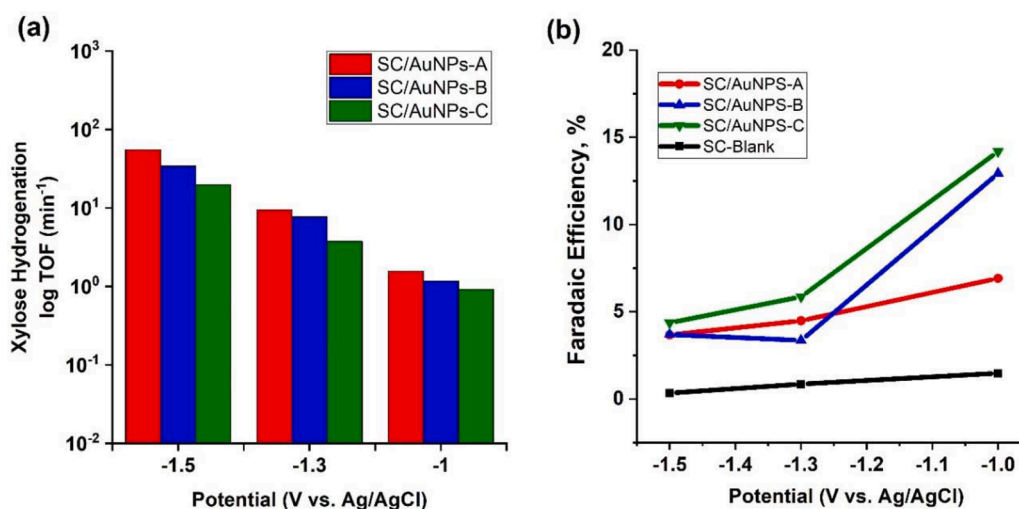 (a)
Xylose Hydrogenation
log TOF (min⁻¹)
10³
10²
10¹
10⁰
10⁻¹
10⁻²
SC/AuNPs-A
SC/AuNPs-B
SC/AuNPs-C
-1.5
-1.3
-1
Potential (V vs. Ag/AgCl)
(b)
Faradaic Efficiency, %
20
15
10
5
0
SC/AuNPS-A
SC/AuNPS-B
SC/AuNPS-C
SC-Blank
-1.5 -1.4 -1.3 -1.2 -1.1 -1.0
Potential (V vs. Ag/AgCl)